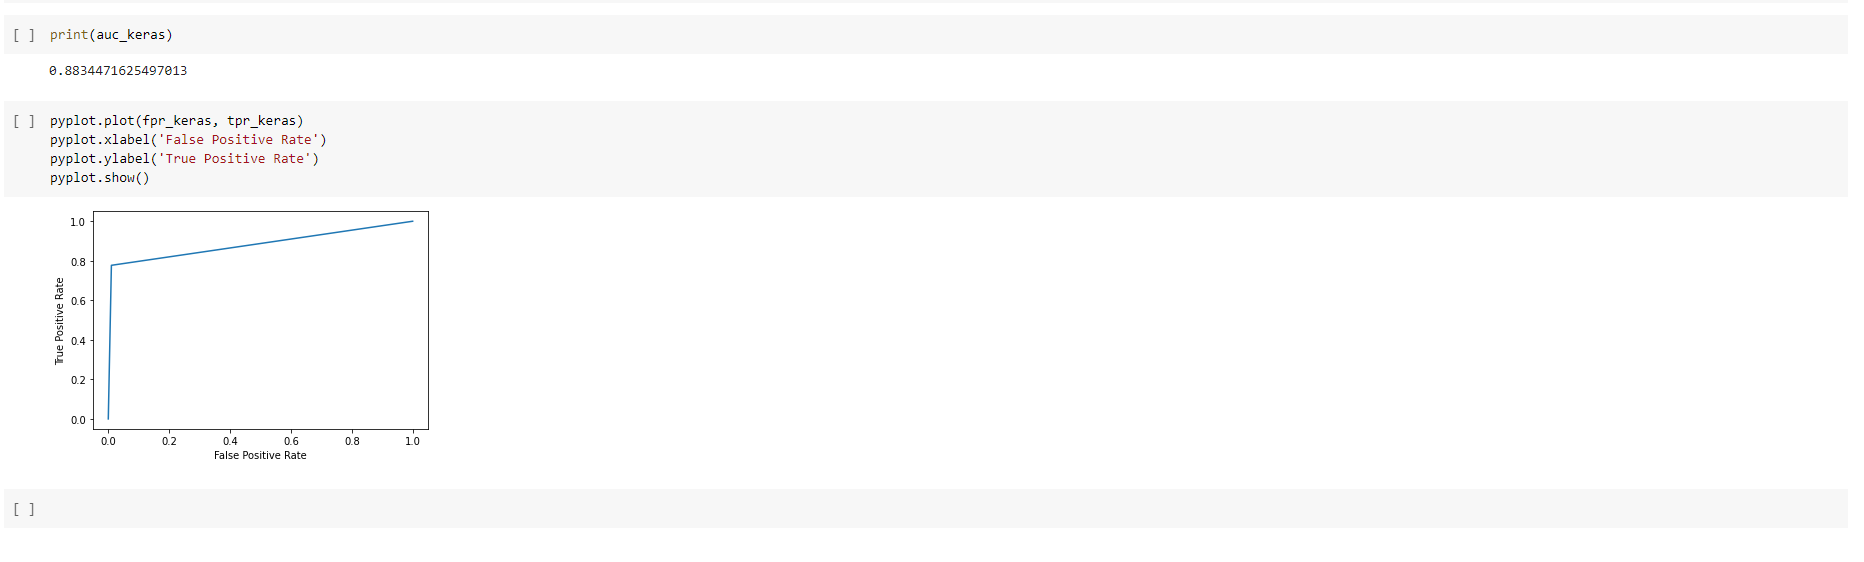 [ ] print(auc_keras)
0.8834471625497013
[ ] pyplot.plot(fpr_keras, tpr_keras)
pyplot.xlabel('False Positive Rate')
pyplot.ylabel('True Positive Rate')
pyplot.show()
1.0
0.8
0.6
0.4
0.2
0.0
True Positive Rate
0.0 0.2 0.4 0.6 0.8 1.0
False Positive Rate
[ ]